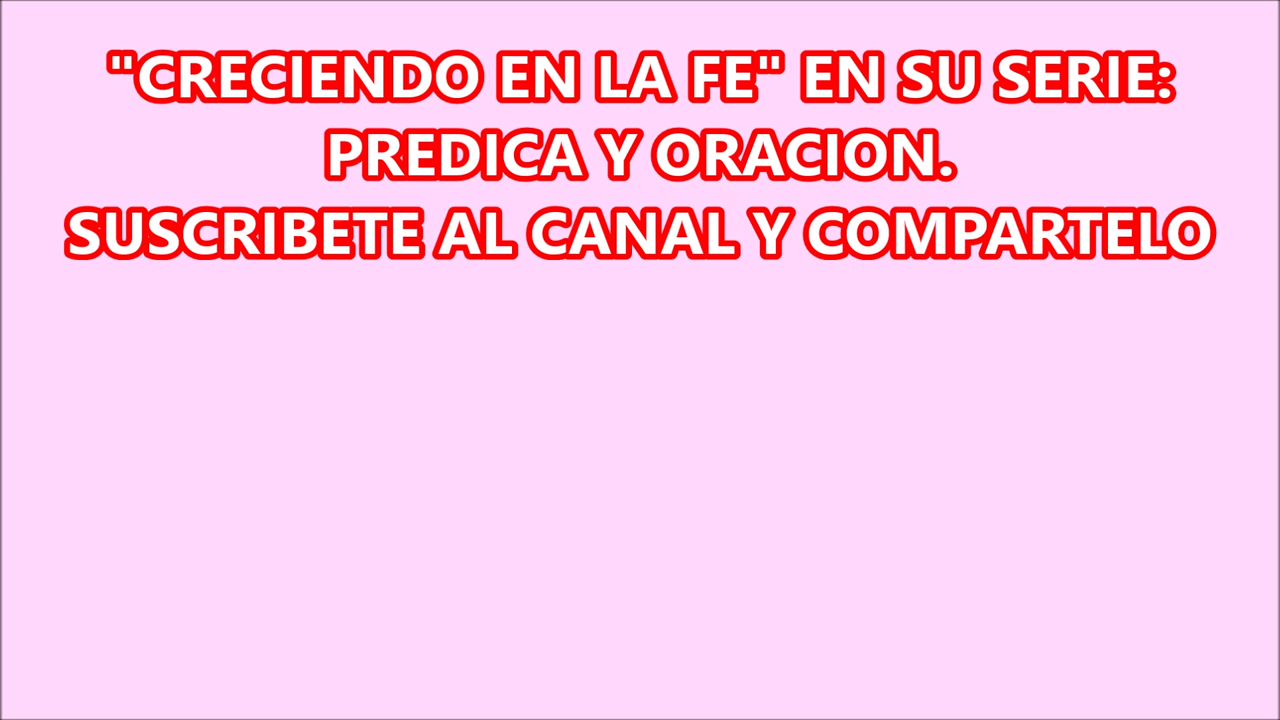 "CRECIENDO EN LA FE" EN SU SERIE:
PREDICA Y ORACION.
SUSCRIBETE AL CANAL Y COMPARTELO